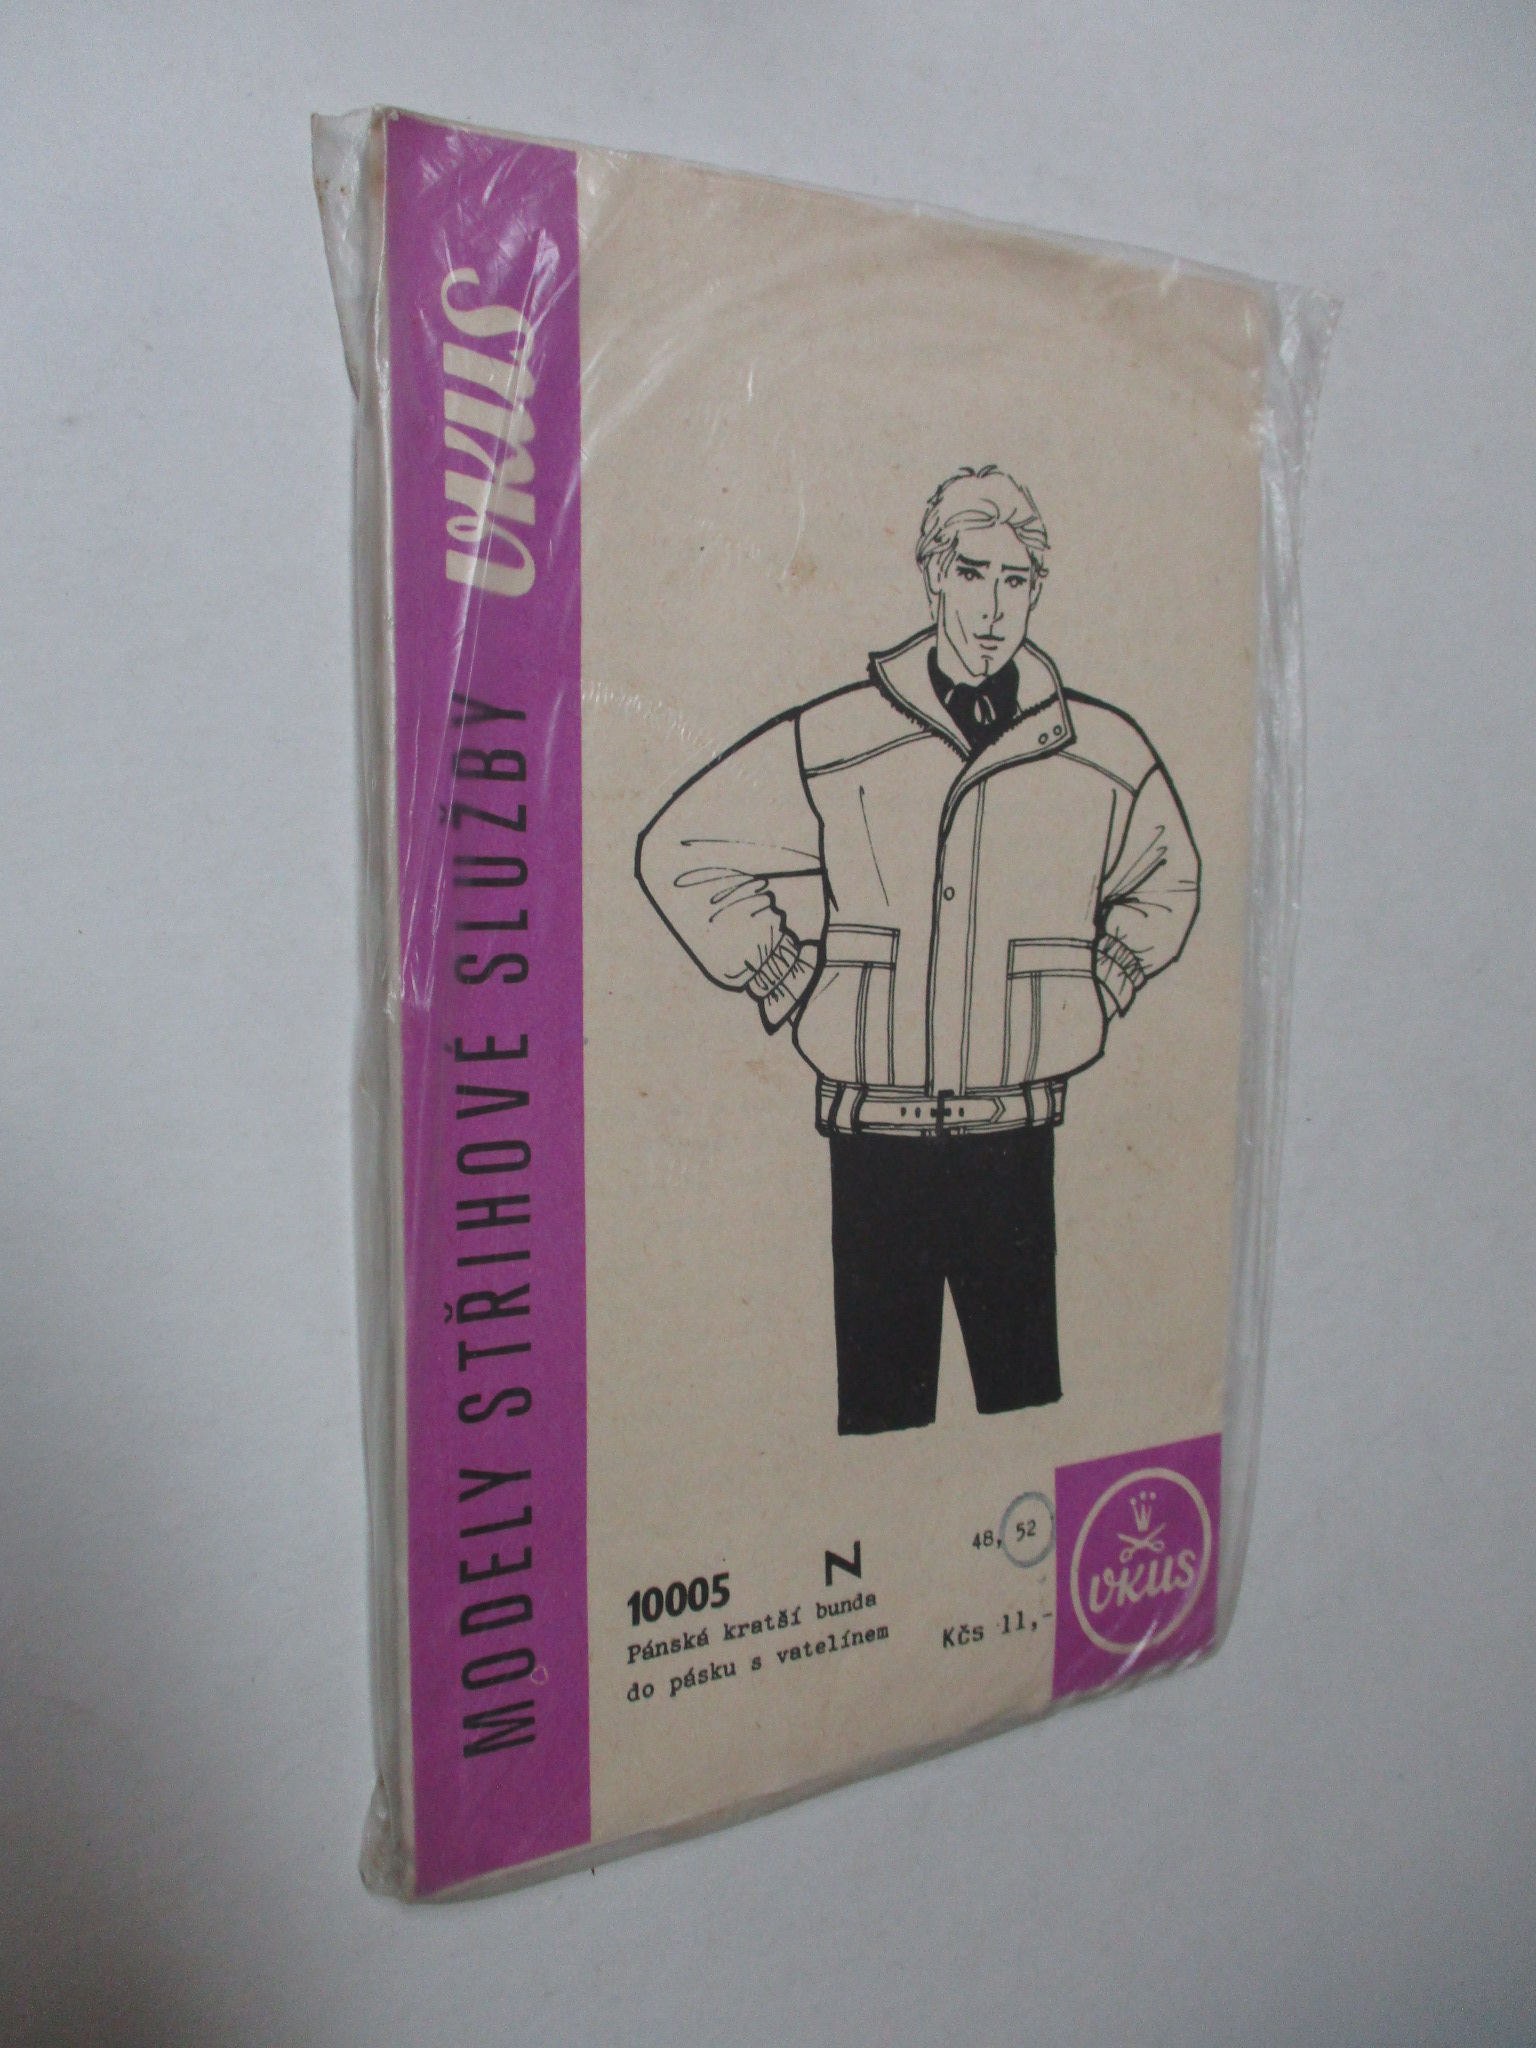 vkus
MODELY STŘIHOVÉ SLUŽBY
10005
N
48, 52
Pánská kratší bunda
do pásku s vatelínem
Kčs 11,-
VKUS